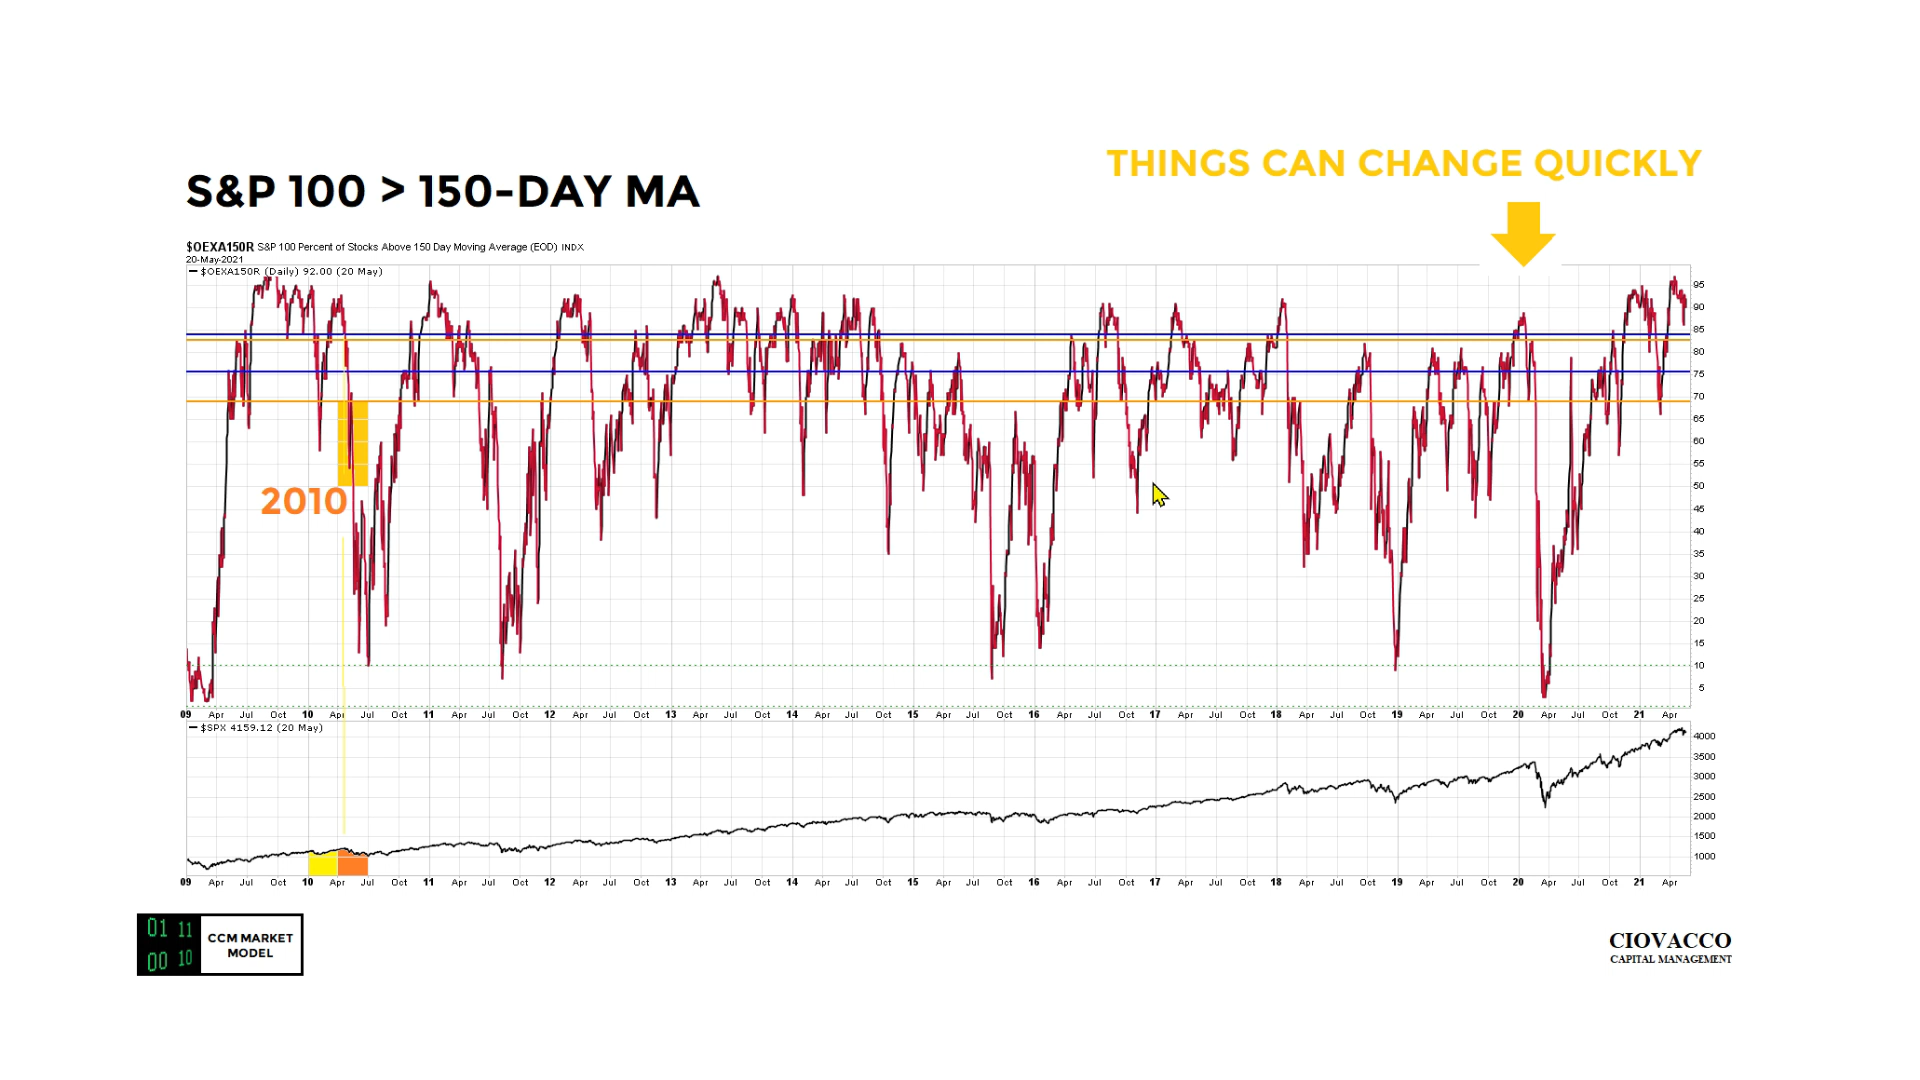 THINGS CAN CHANGE QUICKLY
S&P 100 > 150-DAY MA
$OEXA150R S&P 100 Percent of Stocks Above 150 Day Moving Average (EOD) INDX
20-May-2021
$OEXA150R (Daily) 92.00 (20 May)
95
90
85
80
75
70
65
60
55
50
45
40
35
30
25
20
15
10
5
2010
09 Apr Jul Oct 10 Apr Jul Oct 11 Apr Jul Oct 12 Apr Jul Oct 13 Apr Jul Oct 14 Apr Jul Oct 15 Apr Jul Oct 16 Apr Jul Oct 17 Apr Jul Oct 18 Apr Jul Oct 19 Apr Jul Oct 20 Apr Jul Oct 21 Apr
$SPX 4159.12 (20 May)
4000
3500
3000
2500
2000
1500
1000
09 Apr Jul Oct 10 Apr Jul Oct 11 Apr Jul Oct 12 Apr Jul Oct 13 Apr Jul Oct 14 Apr Jul Oct 15 Apr Jul Oct 16 Apr Jul Oct 17 Apr Jul Oct 18 Apr Jul Oct 19 Apr Jul Oct 20 Apr Jul Oct 21 Apr
01 11
00 10
CCM MARKET
MODEL
CIOVACCO
CAPITAL MANAGEMENT